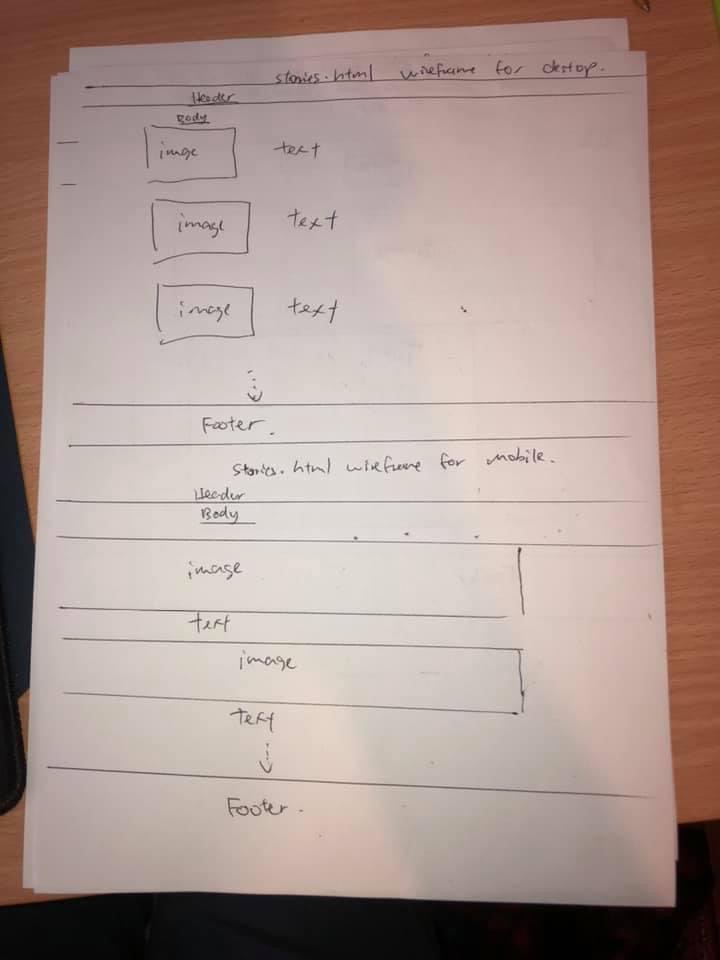 stories.html wireframe for destop.
Header
Body
image text
image text
image text
Footer.
stories.html wireframe for mobile.
Header
Body
image
text
image
text
Footer.